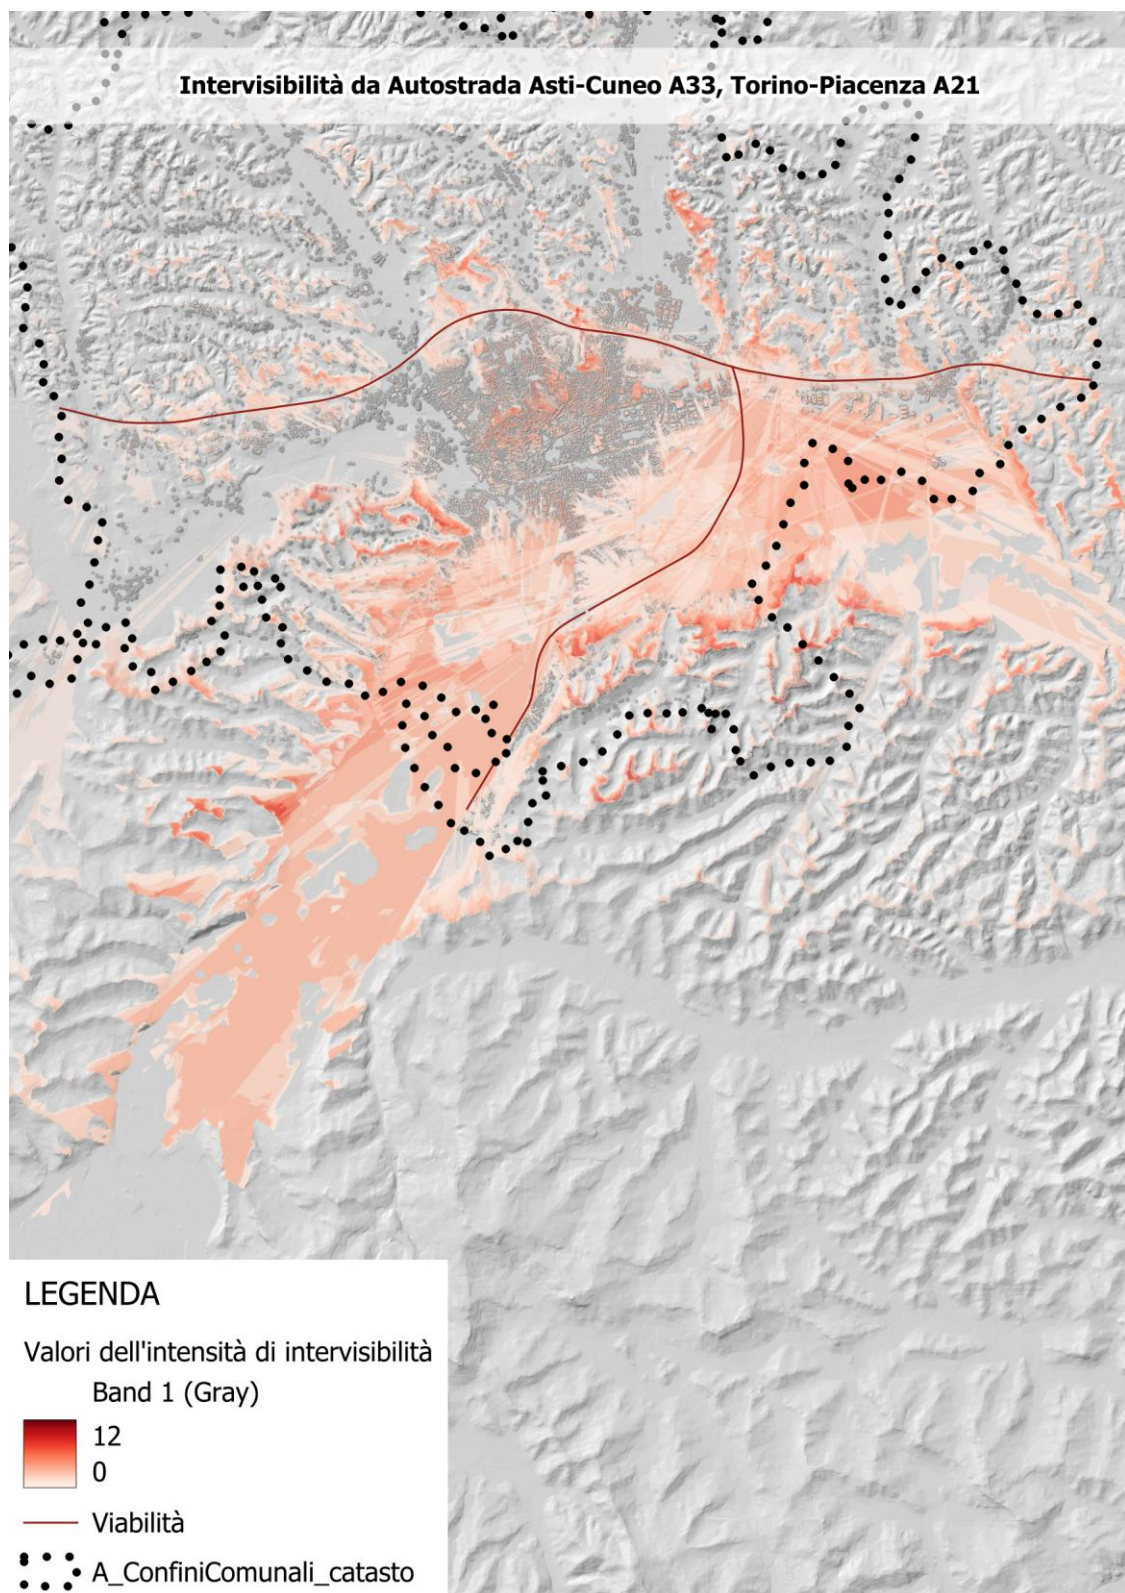 Intervisibilità da Autostrada Asti-Cuneo A33, Torino-Piacenza A21
LEGENDA
Valori dell'intensità di intervisibilità
Band 1 (Gray)
12
0
Viabilità
A_ConfiniComunali_catasto